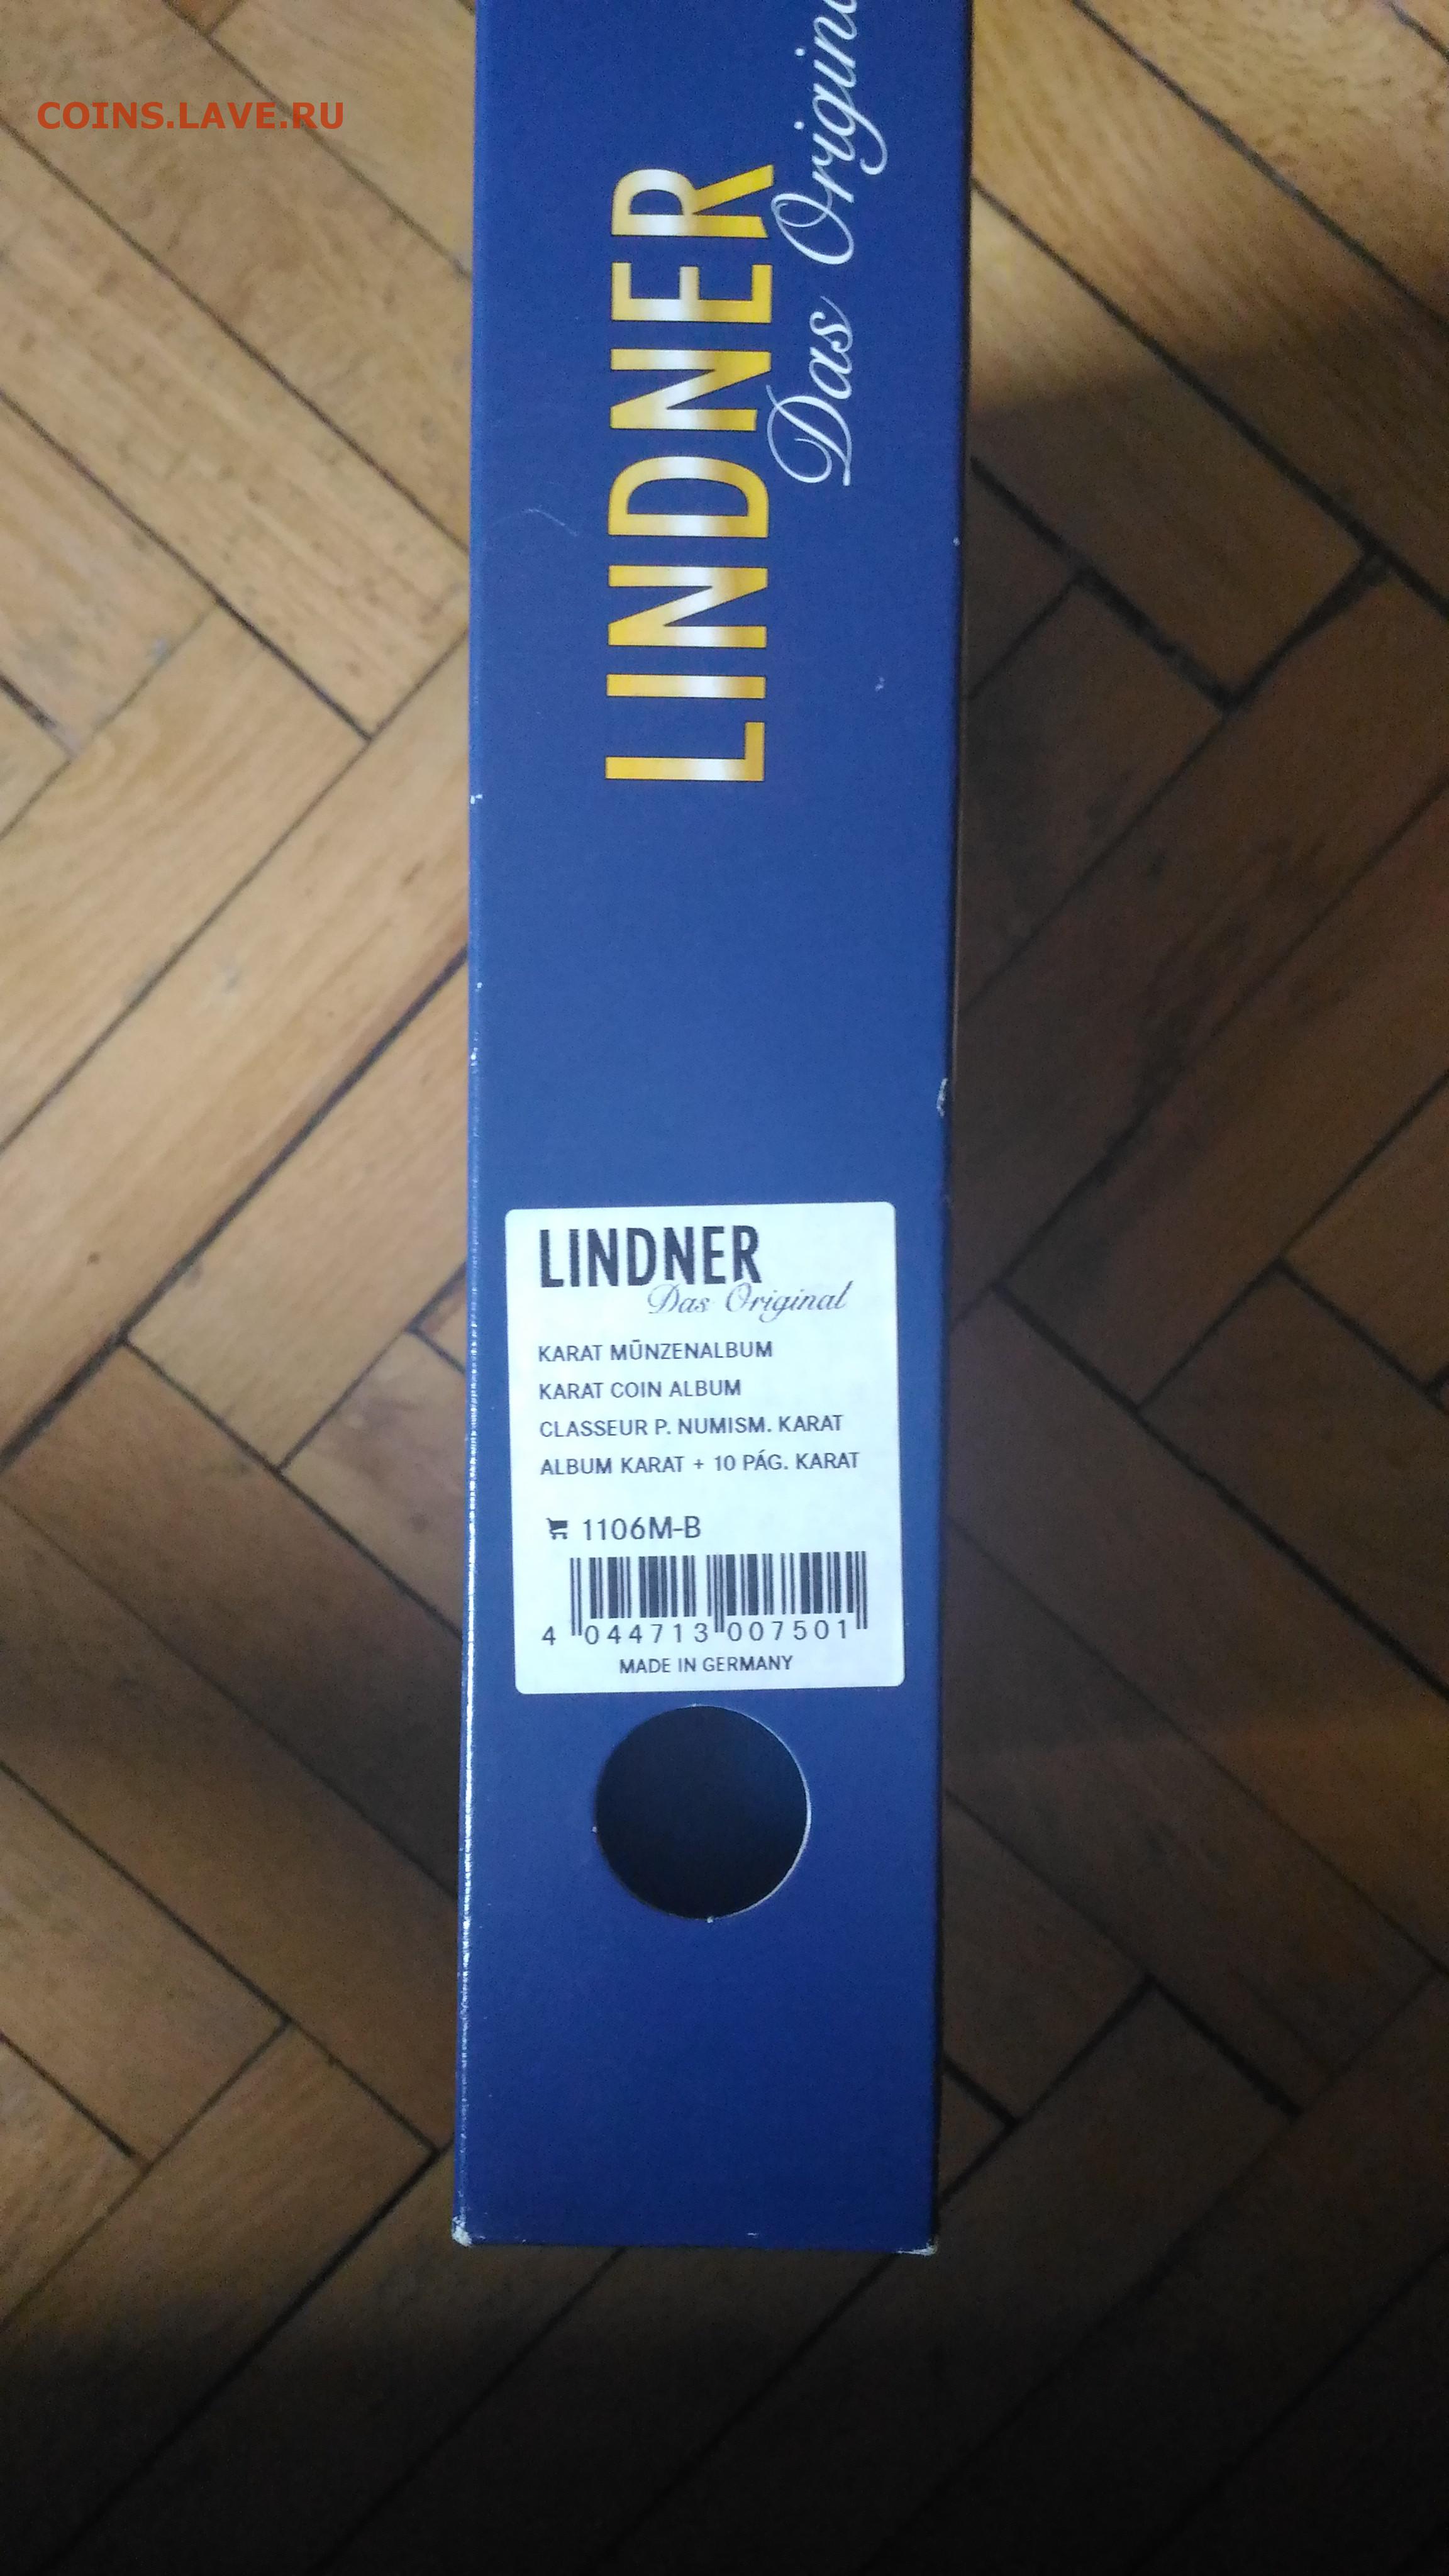 COINS.LAVE.RU
LINDNER
Das
LINDNER
Das Original
KARAT MÜNZENALBUM
KARAT COIN ALBUM
CLASSEUR P. NUMISM. KARAT
ALBUM KARAT + 10 PÁG. KARAT
1106M-B
4 044713 007501
MADE IN GERMANY